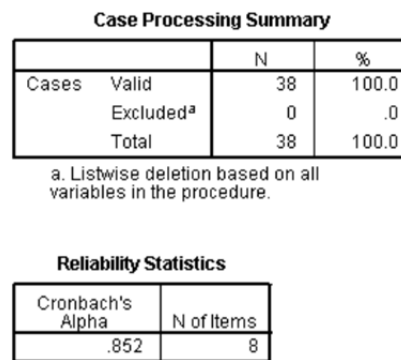 Case Processing Summary
N %
Cases Valid 38 100.0
Excludedᵃ 0 .0
Total 38 100.0
a. Listwise deletion based on all
variables in the procedure.
Reliability Statistics
Cronbach's
Alpha N of Items
.852 8